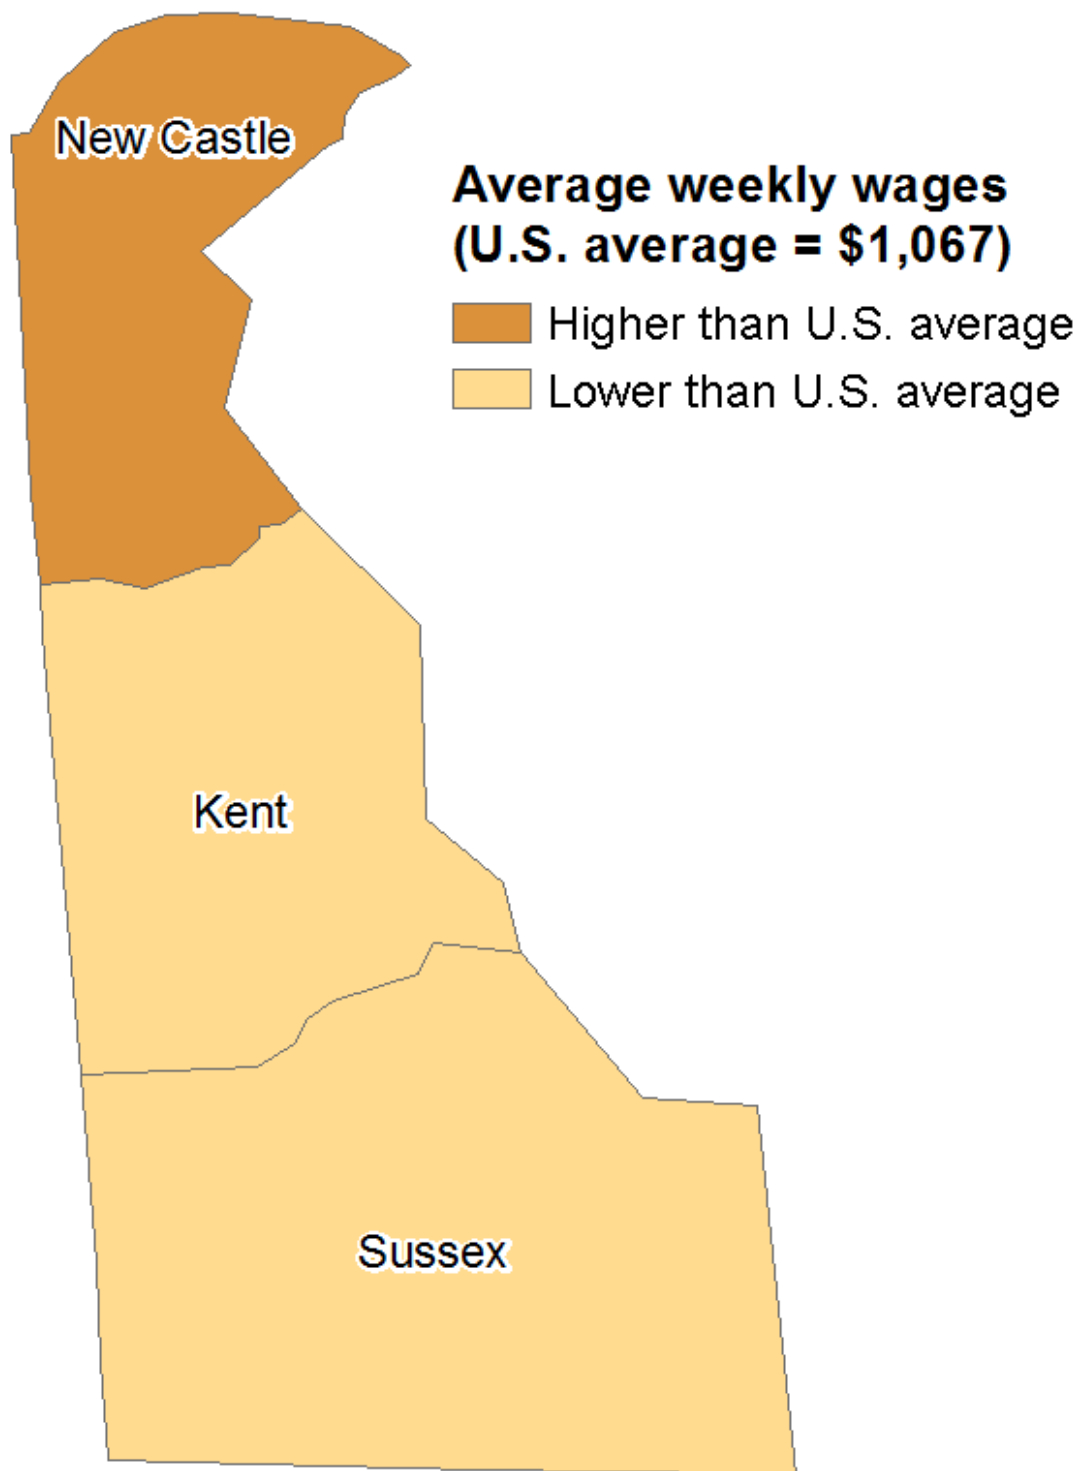 New Castle
Average weekly wages
(U.S. average = $1,067)
Higher than U.S. average
Lower than U.S. average
Kent
Sussex